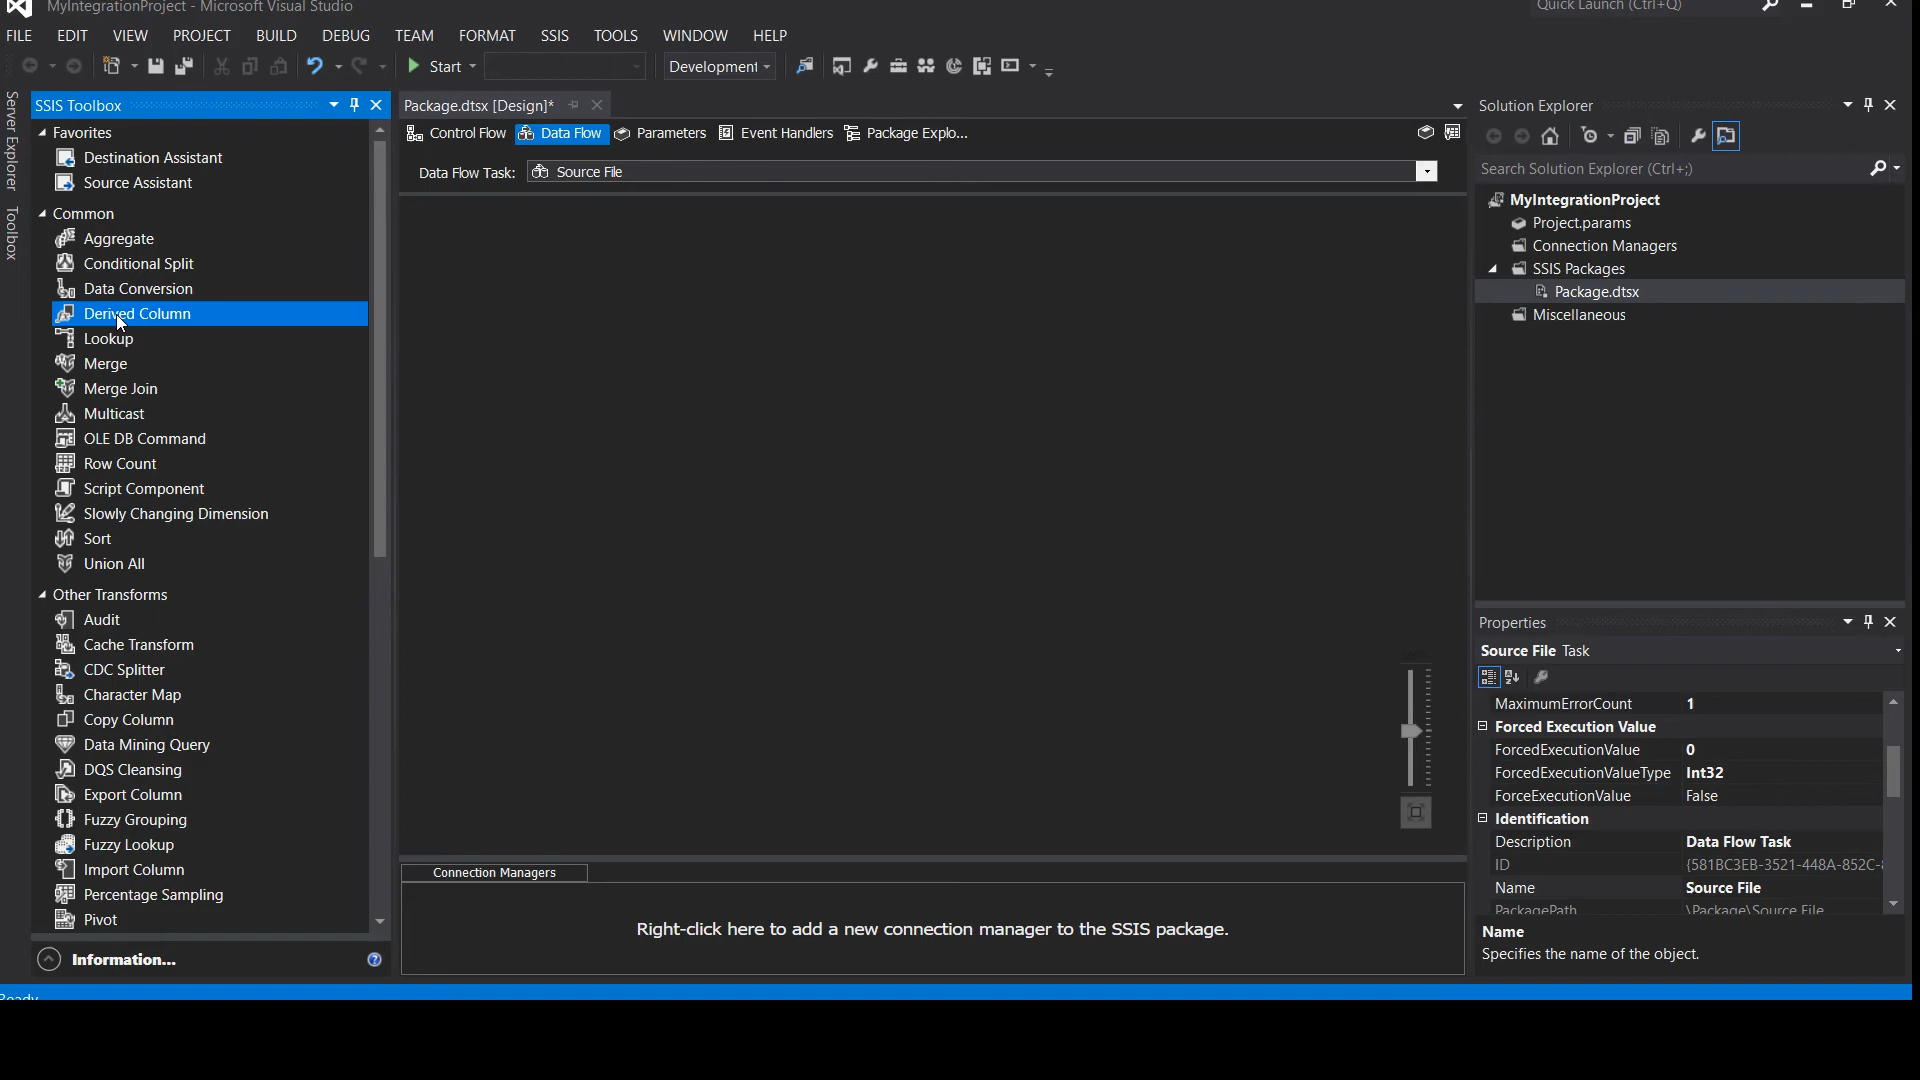 MyIntegrationProject - Microsoft Visual Studio
Quick Launch (Ctrl+Q)
FILE EDIT VIEW PROJECT BUILD DEBUG TEAM FORMAT SSIS TOOLS WINDOW HELP
Start
Development
Server Explorer
Toolbox
SSIS Toolbox
Favorites
Destination Assistant
Source Assistant
Common
Aggregate
Conditional Split
Data Conversion
Derived Column
Lookup
Merge
Merge Join
Multicast
OLE DB Command
Row Count
Script Component
Slowly Changing Dimension
Sort
Union All
Other Transforms
Audit
Cache Transform
CDC Splitter
Character Map
Copy Column
Data Mining Query
DQS Cleansing
Export Column
Fuzzy Grouping
Fuzzy Lookup
Import Column
Percentage Sampling
Pivot
Information...
Package.dtsx [Design]*
Control Flow Data Flow Parameters Event Handlers Package Explo...
Data Flow Task: Source File
Connection Managers
Right-click here to add a new connection manager to the SSIS package.
Solution Explorer
Search Solution Explorer (Ctrl+;)
MyIntegrationProject
Project.params
Connection Managers
SSIS Packages
Package.dtsx
Miscellaneous
Properties
Source File Task
MaximumErrorCount 1
Forced Execution Value
ForcedExecutionValue 0
ForcedExecutionValueType Int32
ForceExecutionValue False
Identification
Description Data Flow Task
ID {581BC3EB-3521-448A-852C-
Name Source File
PackagePath \Package\Source File
Name
Specifies the name of the object.
Ready